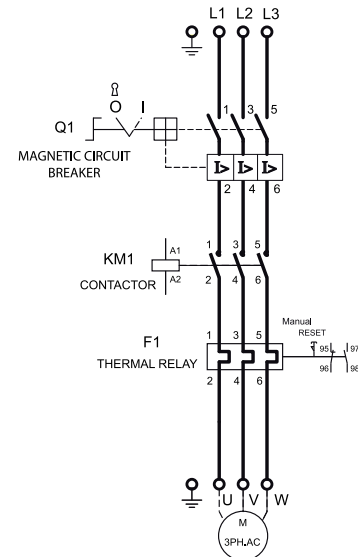 L1 L2 L3
O I
Q1
1 3 5
MAGNETIC CIRCUIT
BREAKER
I> I> I>
2 4 6
KM1
A1
A2
CONTACTOR
1 3 5
2 4 6
F1
THERMAL RELAY
1 3 5
2 4 6
Manual
RESET
95 97
96 98
U V W
M
3PH.AC